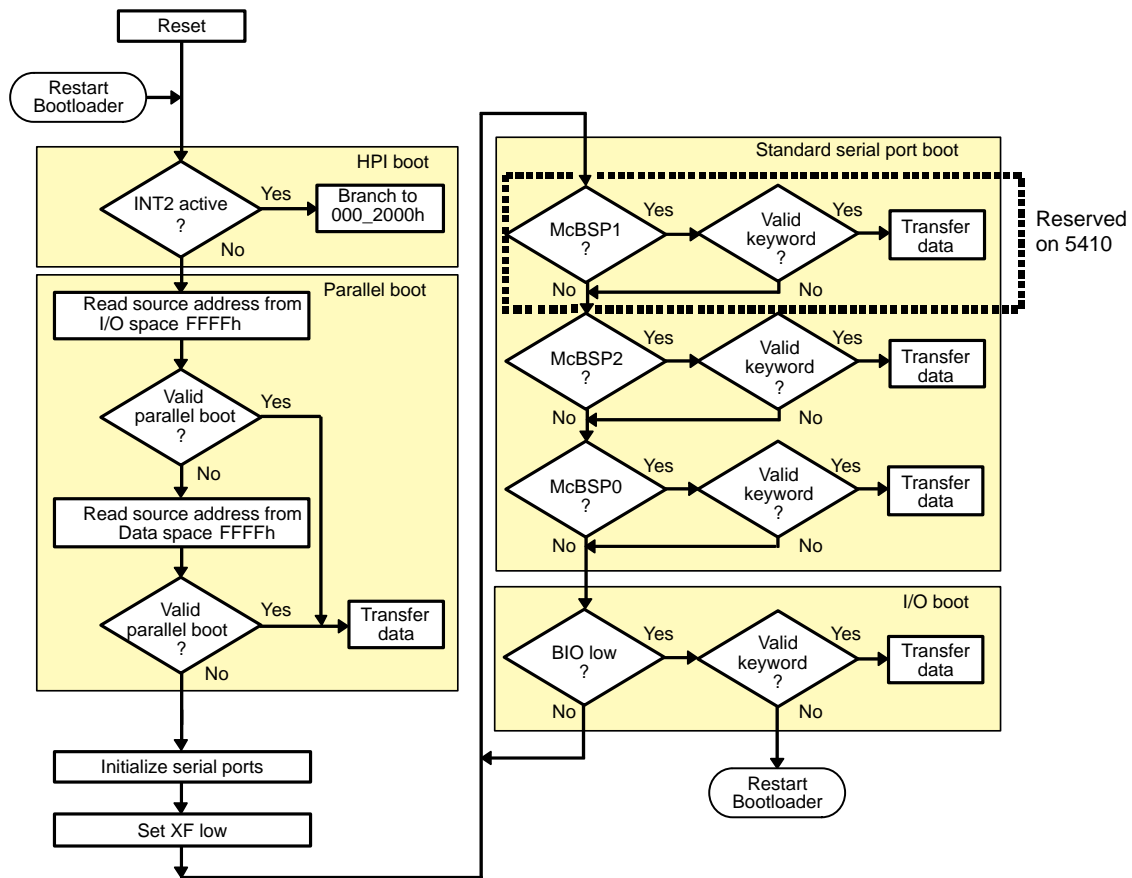 Reset
Restart
Bootloader
HPI boot
INT2 active
?
Yes
No
Branch to
000_2000h
Parallel boot
Read source address from
I/O space FFFFh
Valid
parallel boot
?
Yes
No
Read source address from
Data space FFFFh
Valid
parallel boot
?
Yes
No
Transfer
data
Initialize serial ports
Set XF low
Standard serial port boot
McBSP1
?
Yes
No
Valid
keyword
?
Yes
No
Transfer
data
Reserved
on 5410
McBSP2
?
Yes
No
Valid
keyword
?
Yes
No
Transfer
data
McBSP0
?
Yes
No
Valid
keyword
?
Yes
No
Transfer
data
I/O boot
BIO low
?
Yes
No
Valid
keyword
?
Yes
No
Transfer
data
Restart
Bootloader